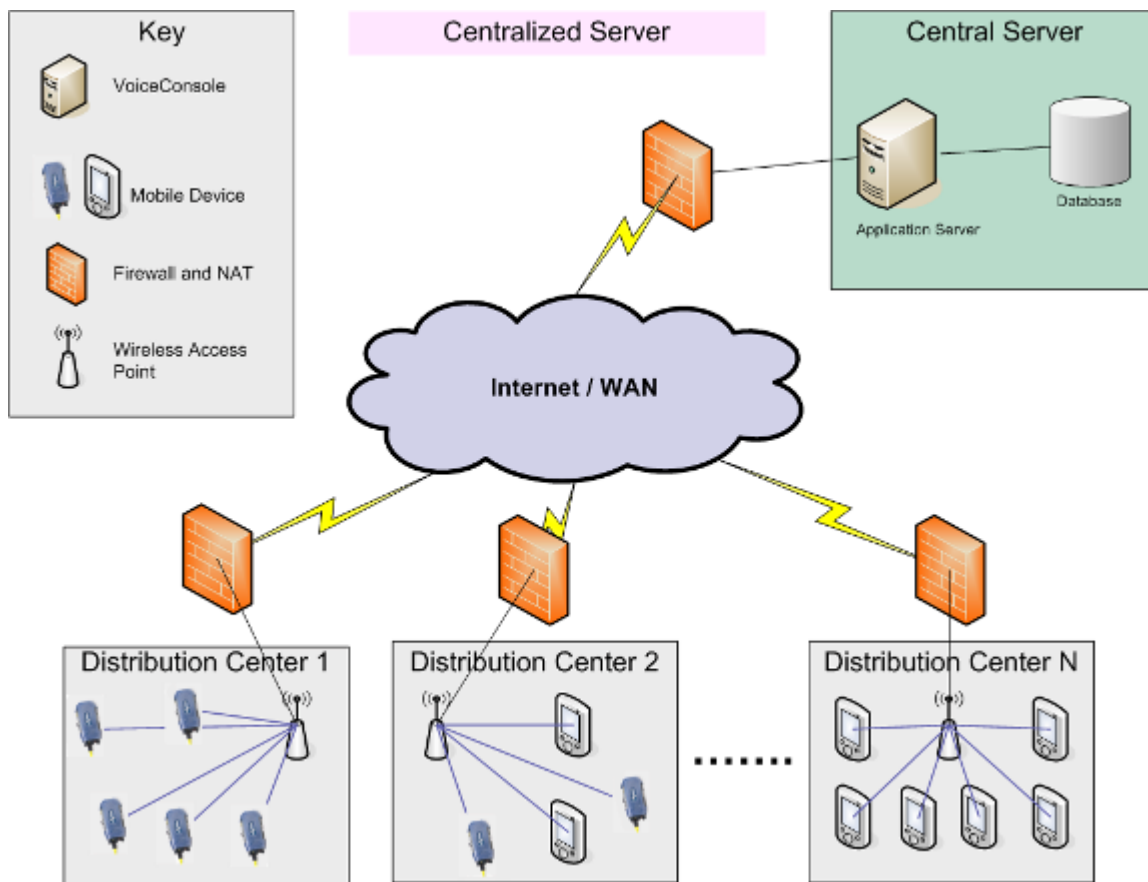 Key
VoiceConsole
Mobile Device
Firewall and NAT
Wireless Access
Point
Centralized Server
Central Server
Application Server
Database
Internet / WAN
Distribution Center 1
Distribution Center 2
Distribution Center N